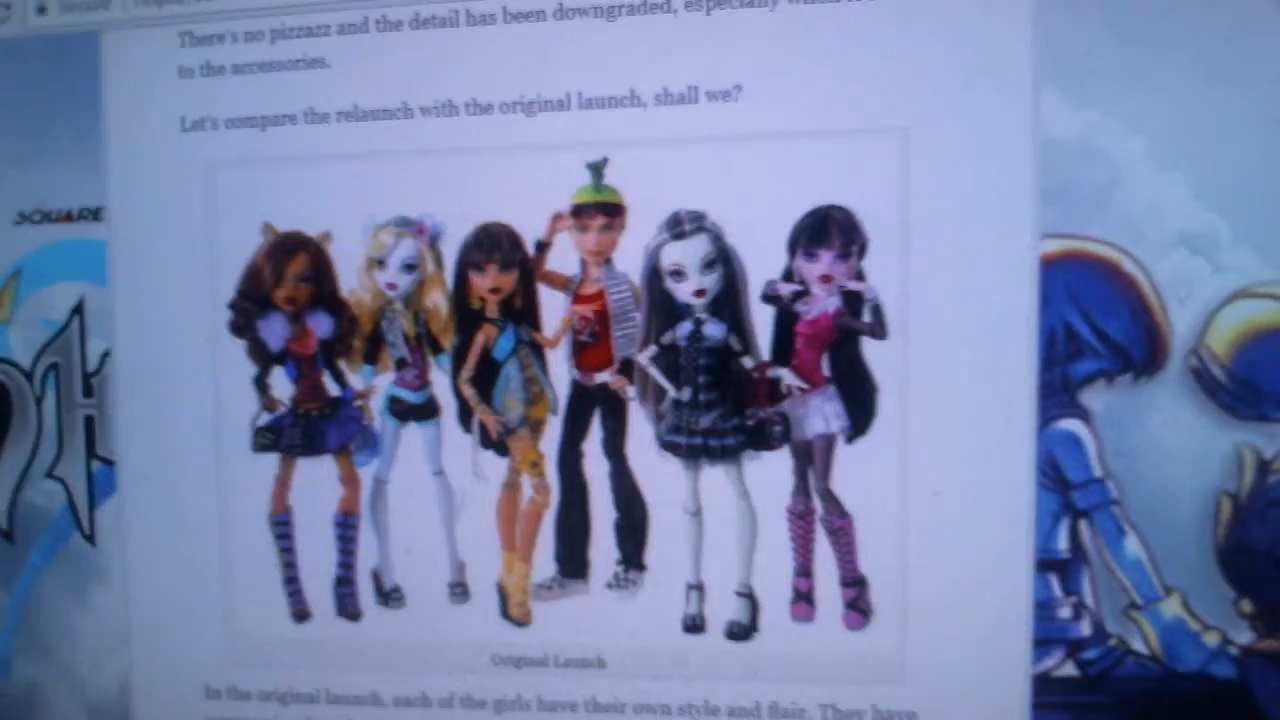 There's no pizzazz and the detail has been downgraded, especially
to the accessories.
Let's compare the relaunch with the original launch, shall we?
SQUARE
Original Launch
In the original launch, each of the girls have their own style and flair. They have